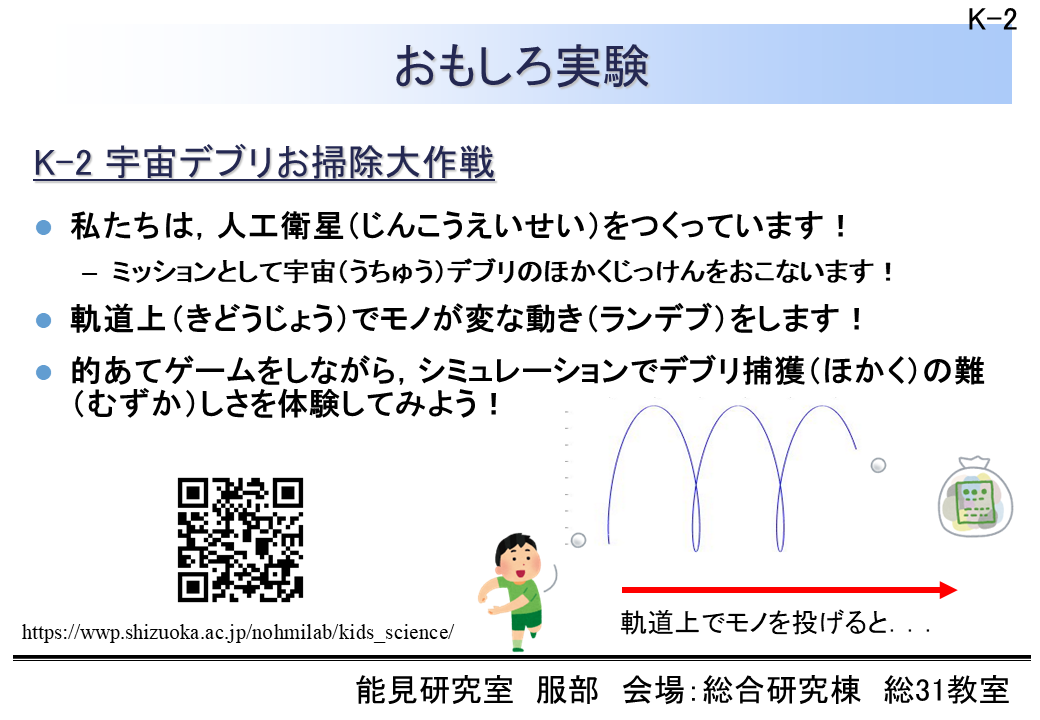 K-2
おもしろ実験
K-2 宇宙デブリお掃除大作戦
私たちは，人工衛星（じんこうえいせい）をつくっています！
– ミッションとして宇宙（うちゅう）デブリのほかくじっけんをおこないます！
軌道上（きどうじょう）でモノが変な動き（ランデブ）をします！
的あてゲームをしながら，シミュレーションでデブリ捕獲（ほかく）の難
（むずか）しさを体験してみよう！
https://wwp.shizuoka.ac.jp/nohmilab/kids_science/
軌道上でモノを投げると．．．
能見研究室　服部　会場：総合研究棟　総31教室